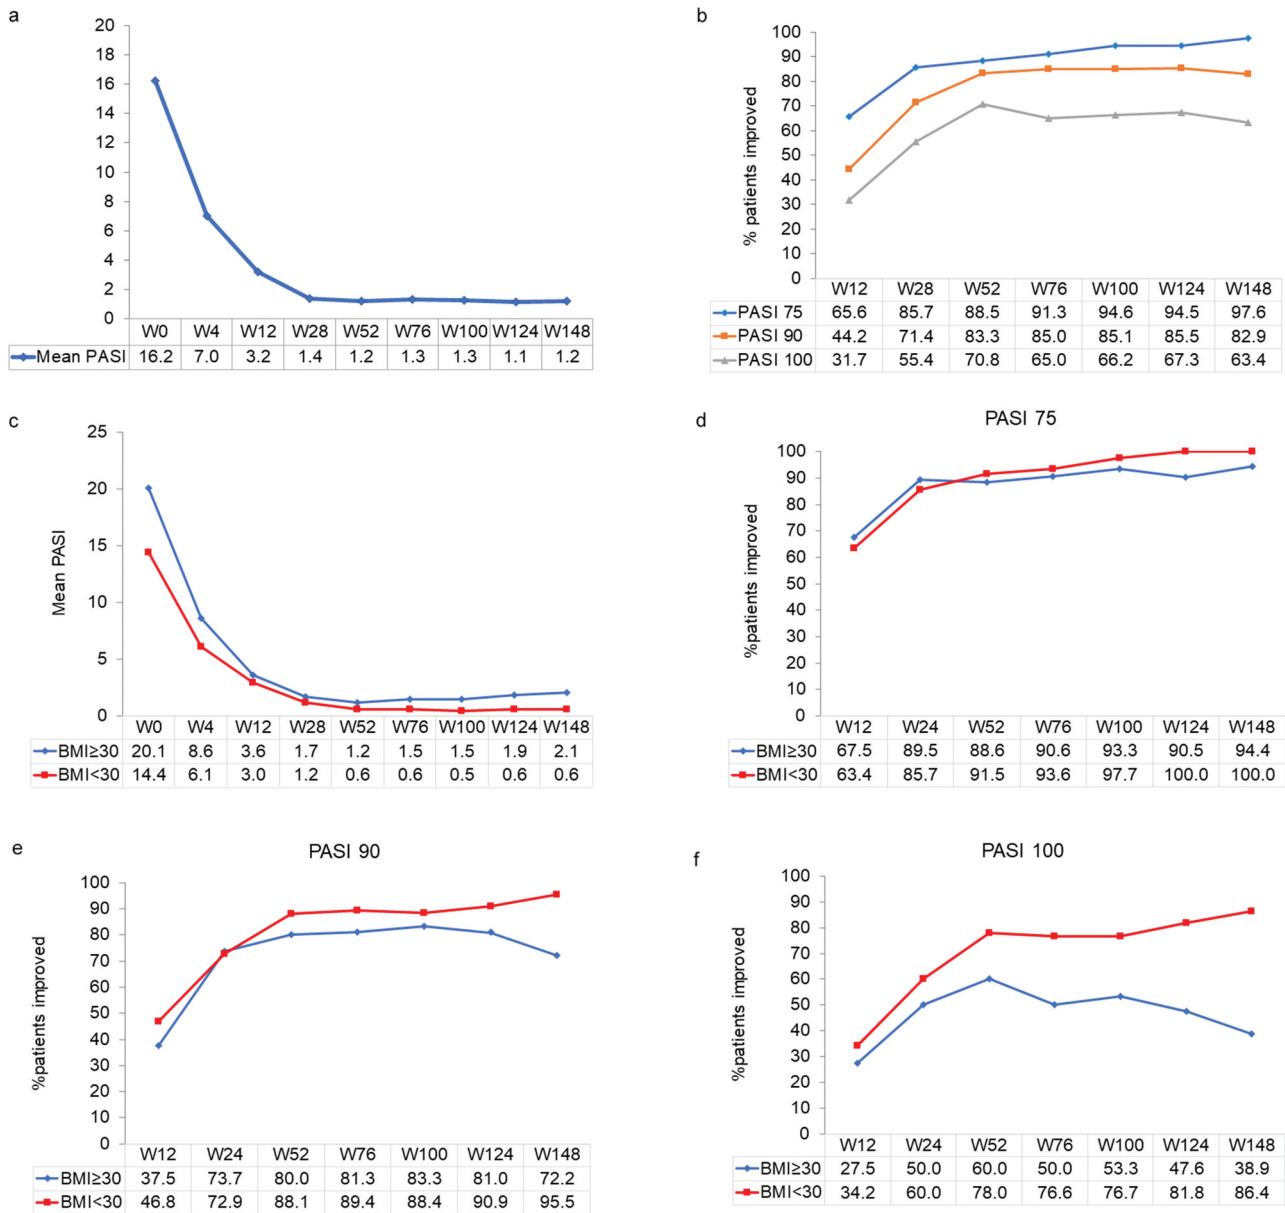 a
20
18
16
14
12
10
8
6
4
2
0
W0 W4 W12 W28 W52 W76 W100 W124 W148
Mean PASI 16.2 7.0 3.2 1.4 1.2 1.3 1.3 1.1 1.2
b
% patients improved
100
90
80
70
60
50
40
30
20
10
0
W12 W28 W52 W76 W100 W124 W148
PASI 75 65.6 85.7 88.5 91.3 94.6 94.5 97.6
PASI 90 44.2 71.4 83.3 85.0 85.1 85.5 82.9
PASI 100 31.7 55.4 70.8 65.0 66.2 67.3 63.4
c
Mean PASI
25
20
15
10
5
0
W0 W4 W12 W28 W52 W76 W100 W124 W148
BMI≥30 20.1 8.6 3.6 1.7 1.2 1.5 1.5 1.9 2.1
BMI<30 14.4 6.1 3.0 1.2 0.6 0.6 0.5 0.6 0.6
d
PASI 75
%patients improved
100
90
80
70
60
50
40
30
20
10
0
W12 W24 W52 W76 W100 W124 W148
BMI≥30 67.5 89.5 88.6 90.6 93.3 90.5 94.4
BMI<30 63.4 85.7 91.5 93.6 97.7 100.0 100.0
e
PASI 90
%patients improved
100
90
80
70
60
50
40
30
20
10
0
W12 W24 W52 W76 W100 W124 W148
BMI≥30 37.5 73.7 80.0 81.3 83.3 81.0 72.2
BMI<30 46.8 72.9 88.1 89.4 88.4 90.9 95.5
f
PASI 100
%patients improved
100
90
80
70
60
50
40
30
20
10
0
W12 W24 W52 W76 W100 W124 W148
BMI≥30 27.5 50.0 60.0 50.0 53.3 47.6 38.9
BMI<30 34.2 60.0 78.0 76.6 76.7 81.8 86.4